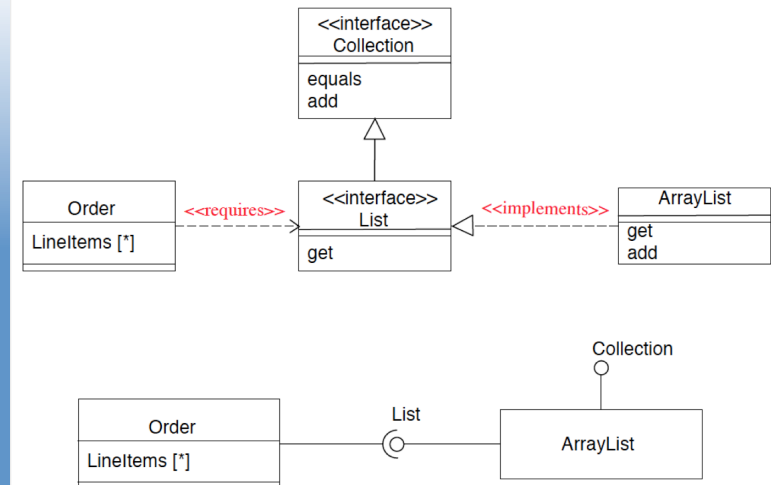 <<interface>>
Collection
equals
add
Order
LineItems [*]
<<requires>>
<<interface>>
List
get
<<implements>>
ArrayList
get
add
Collection
Order
LineItems [*]
List
ArrayList